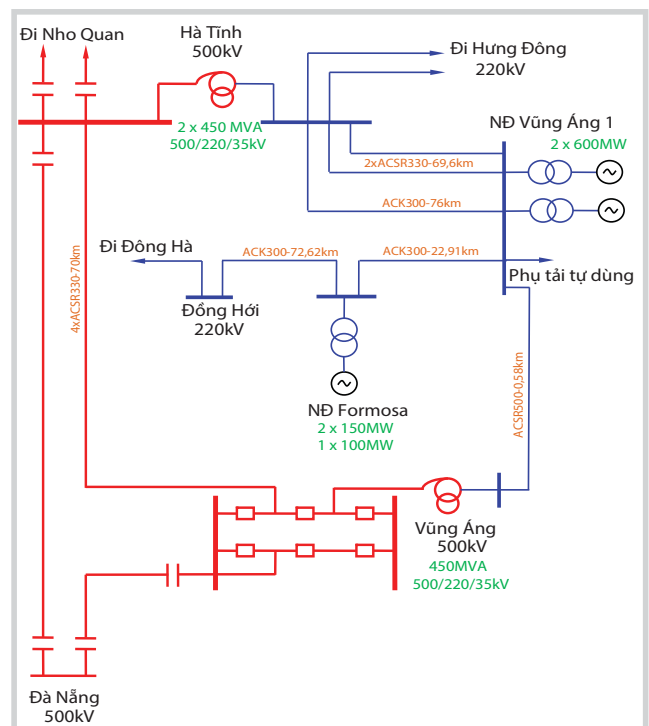 Đi Nho Quan
Hà Tĩnh
500kV
2 x 450 MVA
500/220/35kV
Đi Hưng Đông
220kV
NĐ Vũng Áng 1
2 x 600MW
2xACSR330-69,6km
ACK300-76km
Đi Đông Hà
ACK300-72,62km
ACK300-22,91km
Phụ tải tự dùng
Đồng Hới
220kV
4xACSR330-70km
NĐ Formosa
2 x 150MW
1 x 100MW
ACSR500-0,58km
Vũng Áng
500kV
450MVA
500/220/35kV
Đà Nẵng
500kV